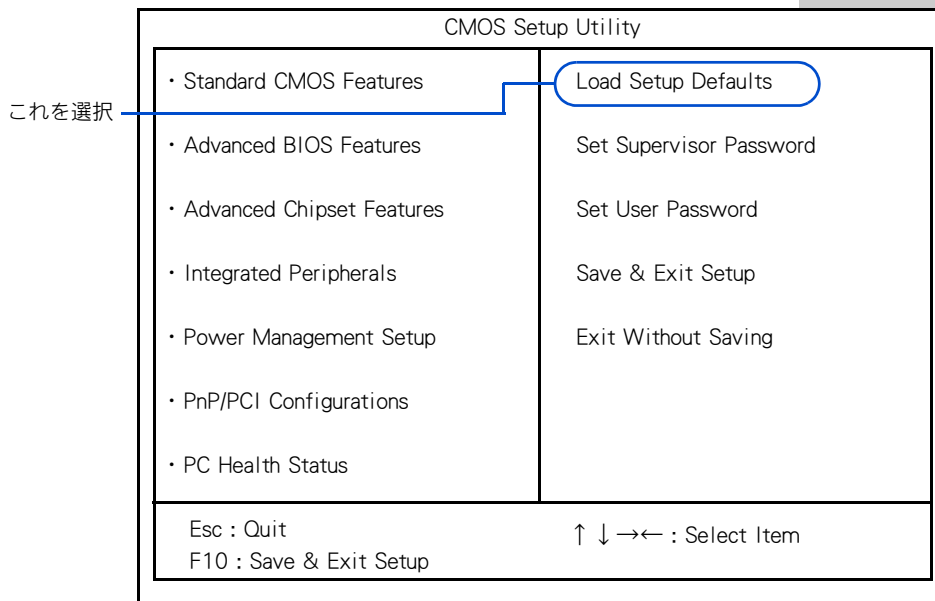 CMOS Setup Utility
・Standard CMOS Features
・Advanced BIOS Features
・Advanced Chipset Features
・Integrated Peripherals
・Power Management Setup
・PnP/PCI Configurations
・PC Health Status
Load Setup Defaults
Set Supervisor Password
Set User Password
Save & Exit Setup
Exit Without Saving
これを選択
Esc : Quit
F10 : Save & Exit Setup
↑ ↓ → ← : Select Item